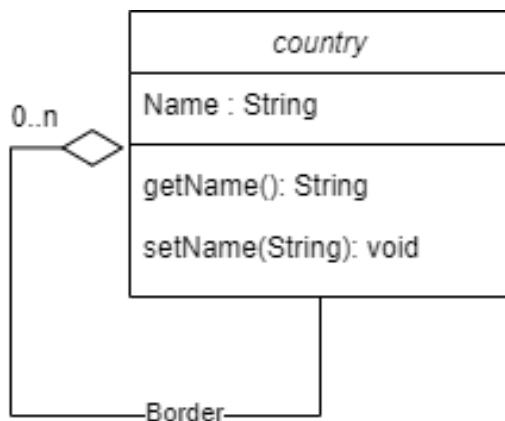 country
0..n
Name : String
getName(): String
setName(String): void
Border